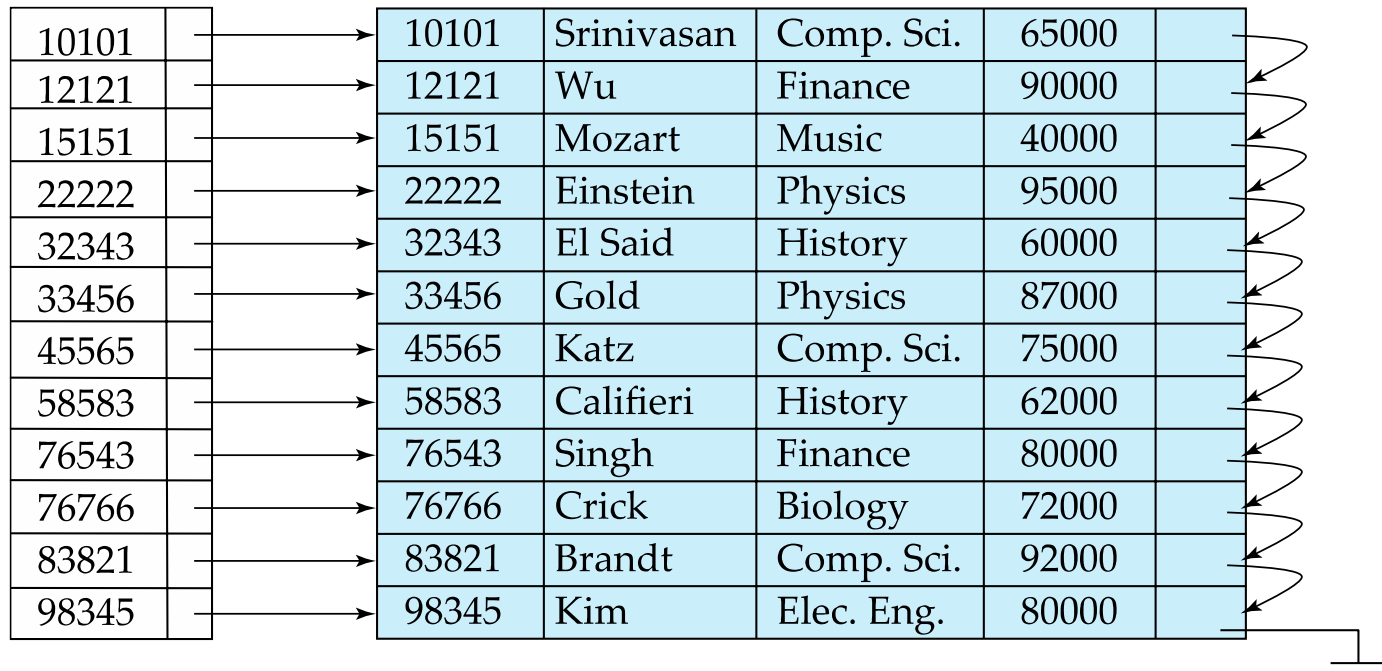 10101 10101 Srinivasan Comp. Sci. 65000
12121 12121 Wu Finance 90000
15151 15151 Mozart Music 40000
22222 22222 Einstein Physics 95000
32343 32343 El Said History 60000
33456 33456 Gold Physics 87000
45565 45565 Katz Comp. Sci. 75000
58583 58583 Califieri History 62000
76543 76543 Singh Finance 80000
76766 76766 Crick Biology 72000
83821 83821 Brandt Comp. Sci. 92000
98345 98345 Kim Elec. Eng. 80000